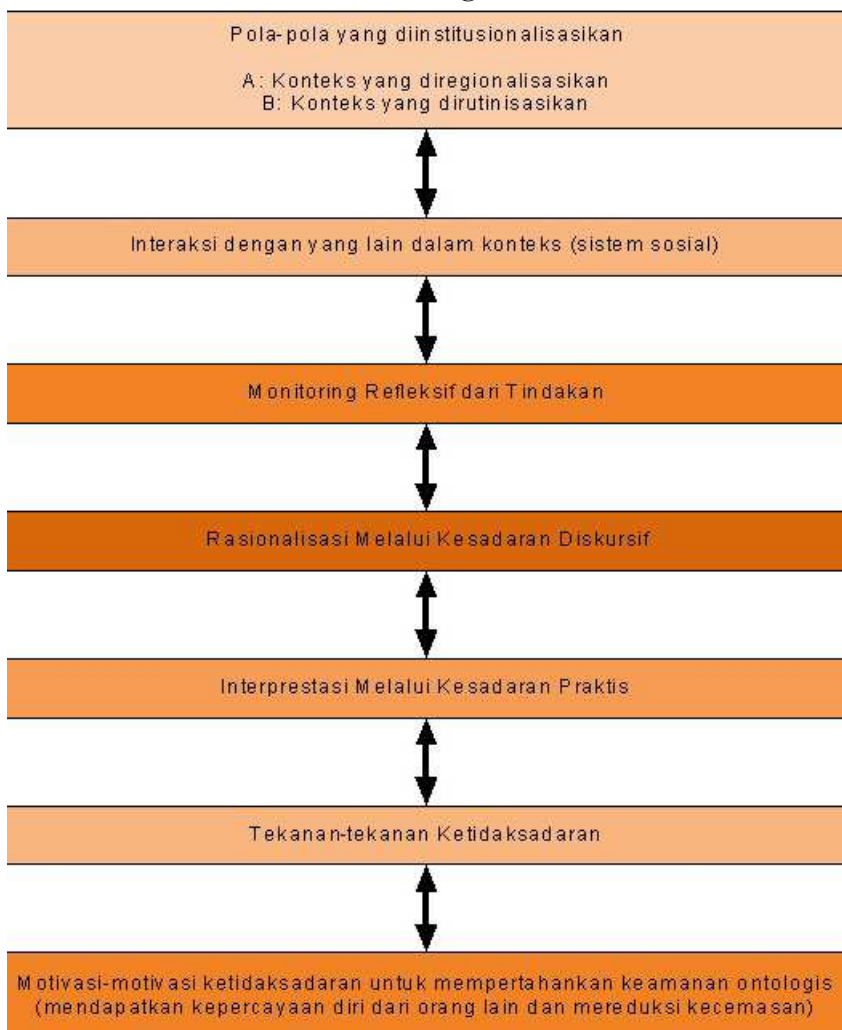 Pola-pola yang diinstitusionalisasikan
A: Konteks yang diregionalisasikan
B: Konteks yang dirutinisasikan
Interaksi dengan yang lain dalam konteks (sistem sosial)
Monitoring Refleksif dari Tindakan
Rasionalisasi Melalui Kesadaran Diskursif
Interprestasi Melalui Kesadaran Praktis
Tekanan-tekanan Ketidaksadaran
Motivasi-motivasi ketidaksadaran untuk mempertahankan keamanan ontologis
(mendapatkan kepercayaan diri dari orang lain dan mereduksi kecemasan)